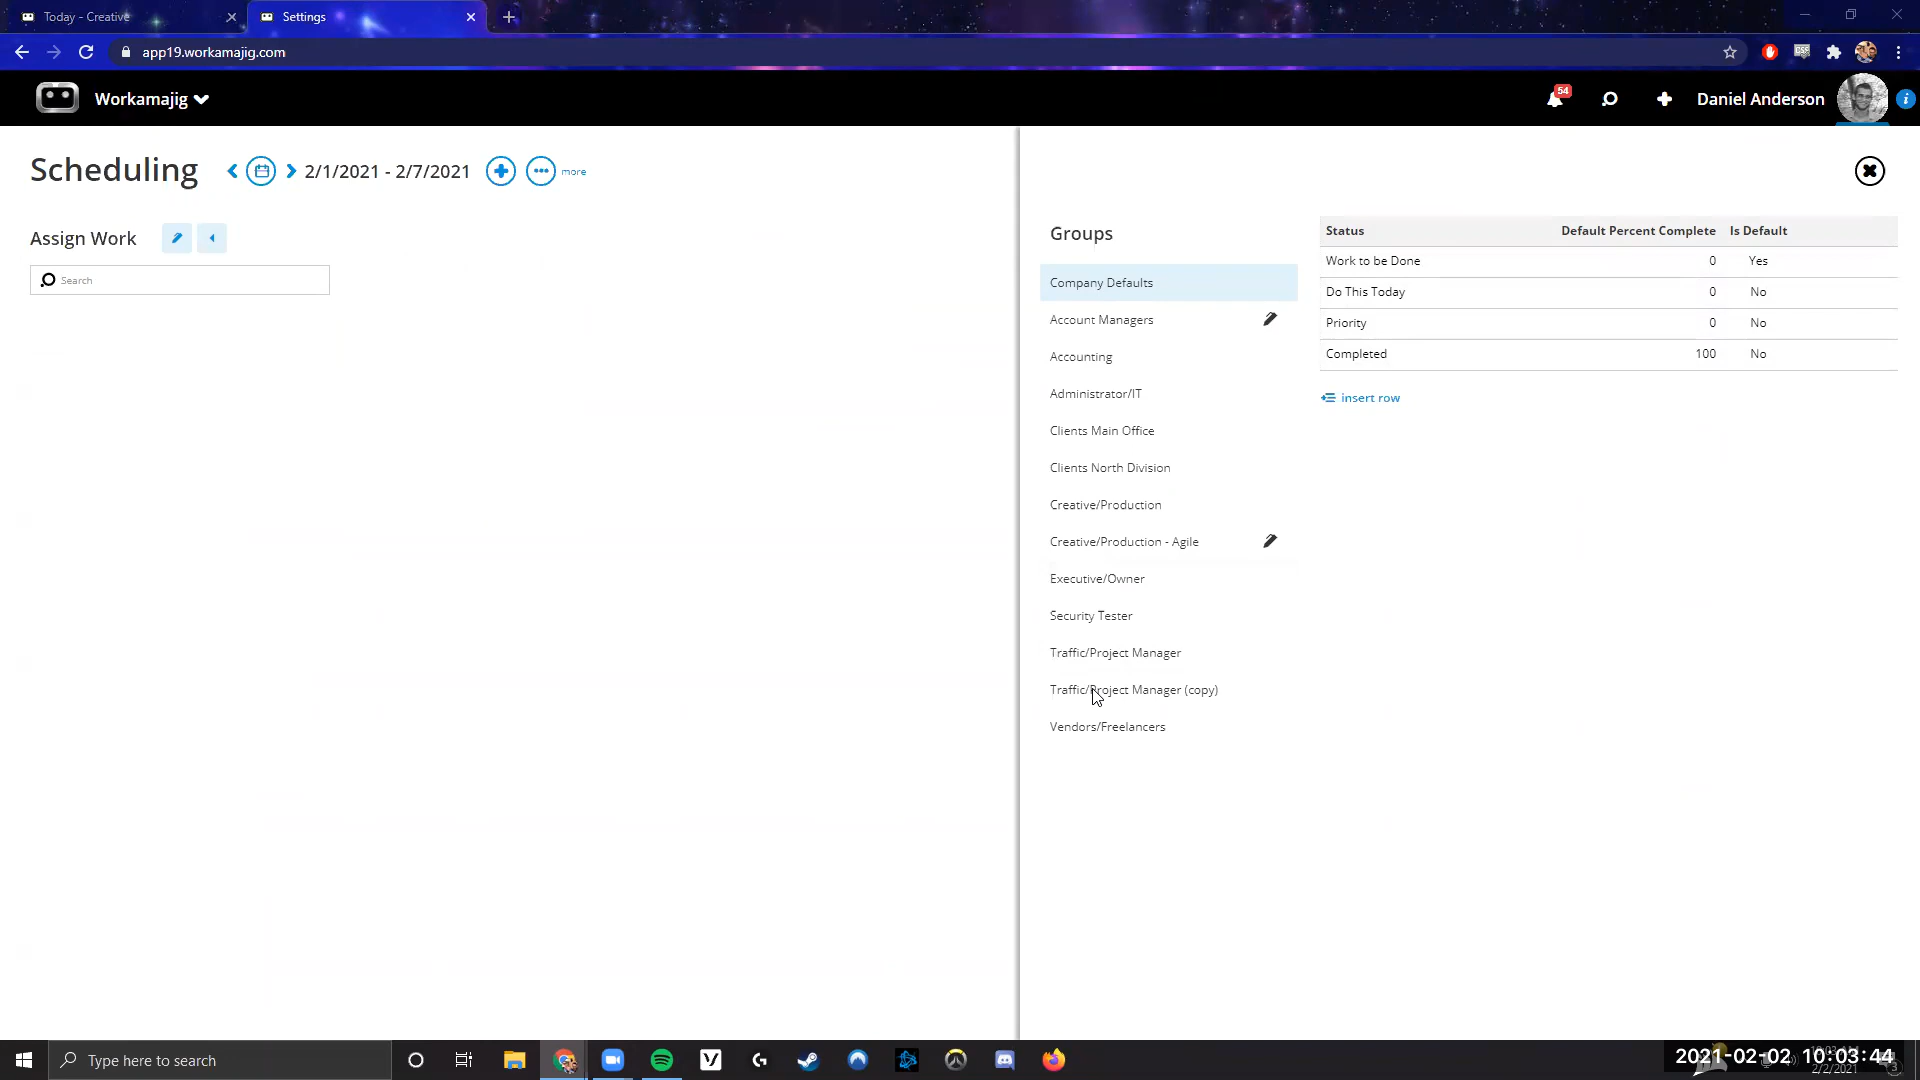 Today - Creative
Settings
app19.workamajig.com
Workamajig
54
Daniel Anderson
Scheduling
2/1/2021 - 2/7/2021
more
Assign Work
Search
Groups
Company Defaults
Account Managers
Accounting
Administrator/IT
Clients Main Office
Clients North Division
Creative/Production
Creative/Production - Agile
Executive/Owner
Security Tester
Traffic/Project Manager
Traffic/Project Manager (copy)
Vendors/Freelancers
Status Default Percent Complete Is Default
Work to be Done 0 Yes
Do This Today 0 No
Priority 0 No
Completed 100 No
insert row
Type here to search
2021-02-02 10:03:44
2/2/2021
3